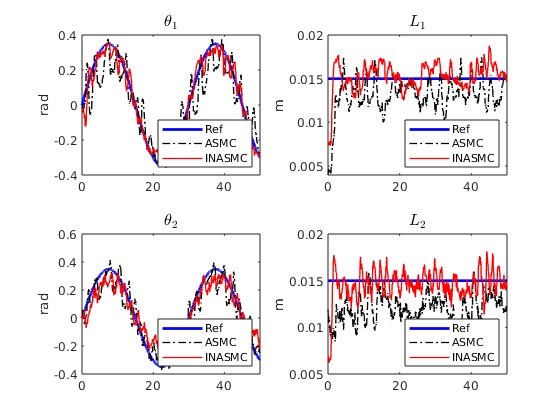 θ₁
0.4
0.2
0
-0.2
-0.4
rad
0
20
40
Ref
ASMC
INASMC
L₁
0.02
0.015
0.01
0.005
m
0
20
40
Ref
ASMC
INASMC
θ₂
0.6
0.4
0.2
0
-0.2
-0.4
rad
0
20
40
Ref
ASMC
INASMC
L₂
0.02
0.015
0.01
0.005
m
0
20
40
Ref
ASMC
INASMC